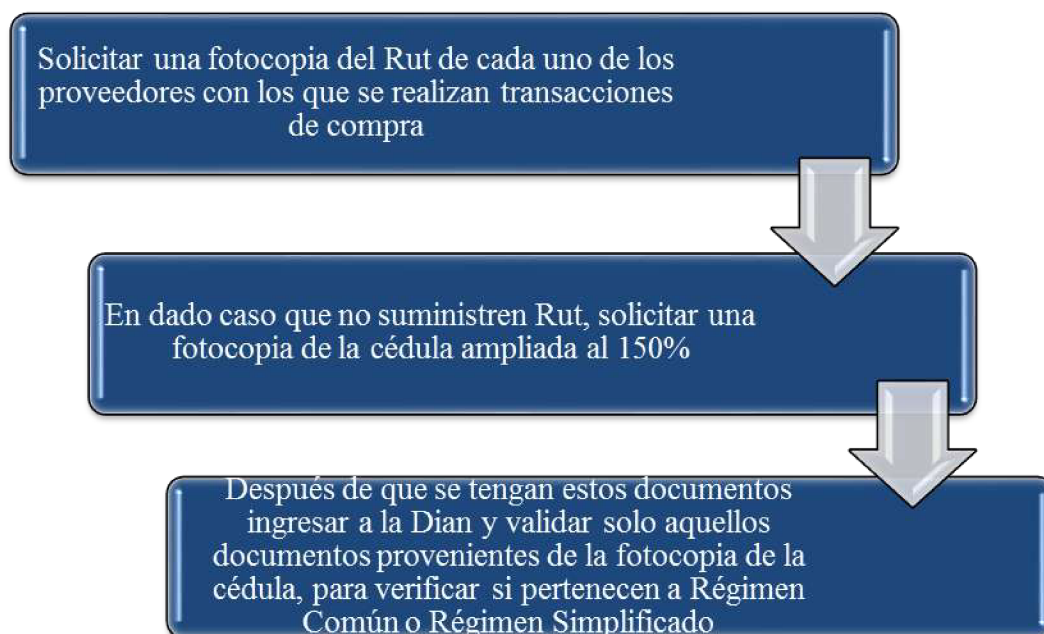 Solicitar una fotocopia del Rut de cada uno de los
proveedores con los que se realizan transacciones
de compra
En dado caso que no suministren Rut, solicitar una
fotocopia de la cédula ampliada al 150%
Después de que se tengan estos documentos
ingresar a la Dian y validar solo aquellos
documentos provenientes de la fotocopia de la
cédula, para verificar si pertenecen a Régimen
Común o Régimen Simplificado